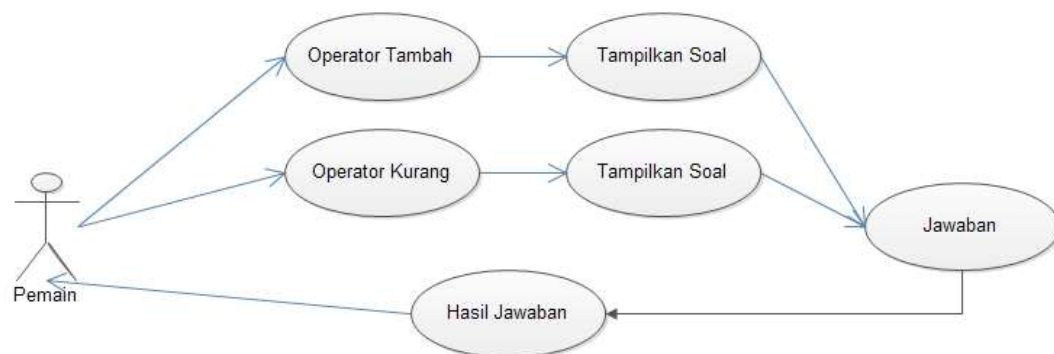 Operator Tambah
Tampilkan Soal
Operator Kurang
Tampilkan Soal
Jawaban
Pemain
Hasil Jawaban